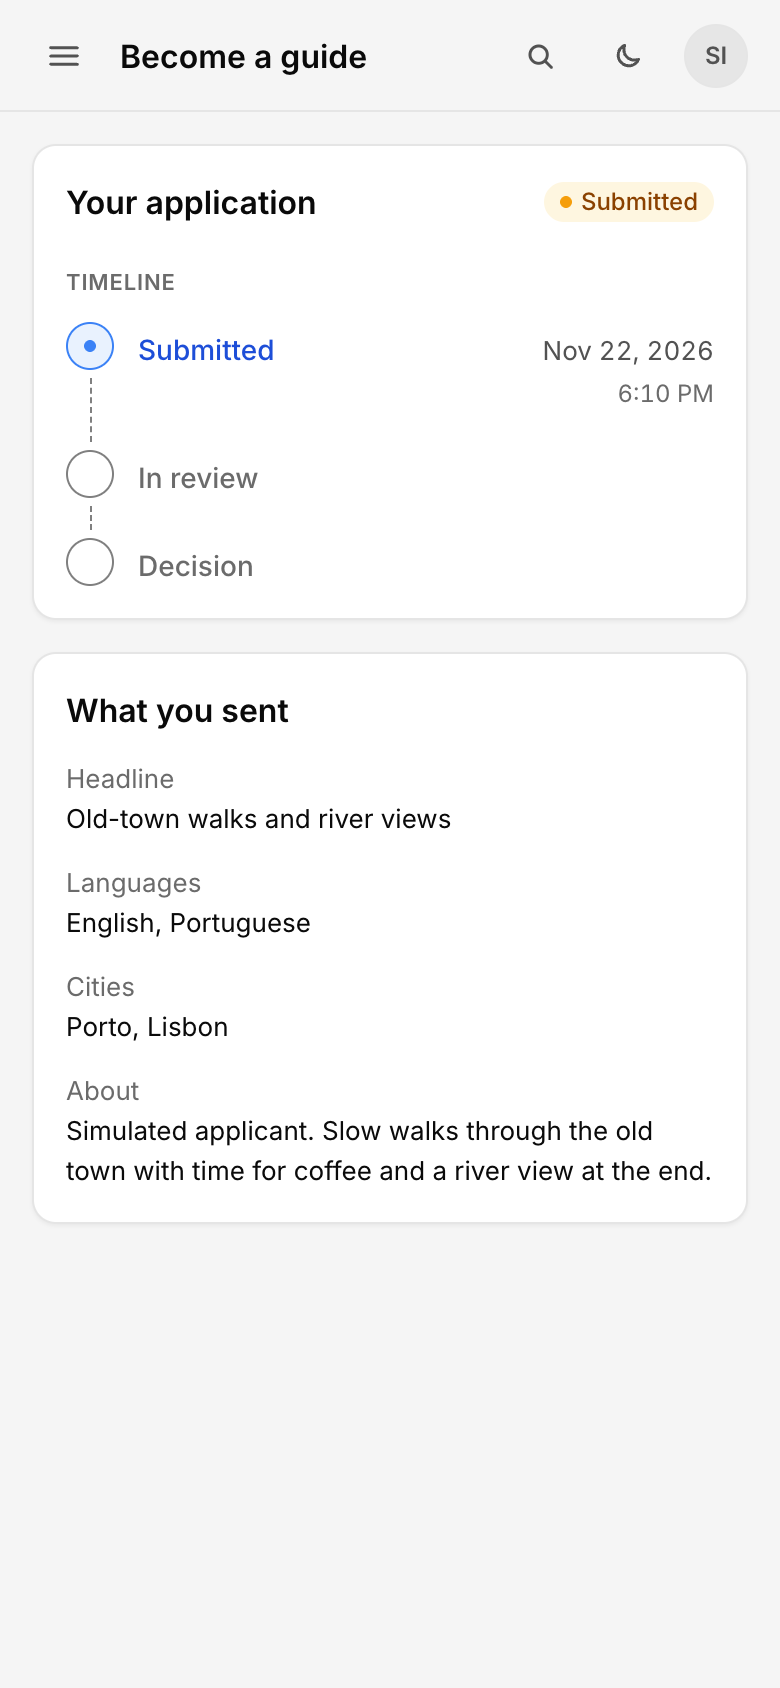 Become a guide
SI
Your application
Submitted
TIMELINE
Submitted
Nov 22, 2026
6:10 PM
In review
Decision
What you sent
Headline
Old-town walks and river views
Languages
English, Portuguese
Cities
Porto, Lisbon
About
Simulated applicant. Slow walks through the old
town with time for coffee and a river view at the end.